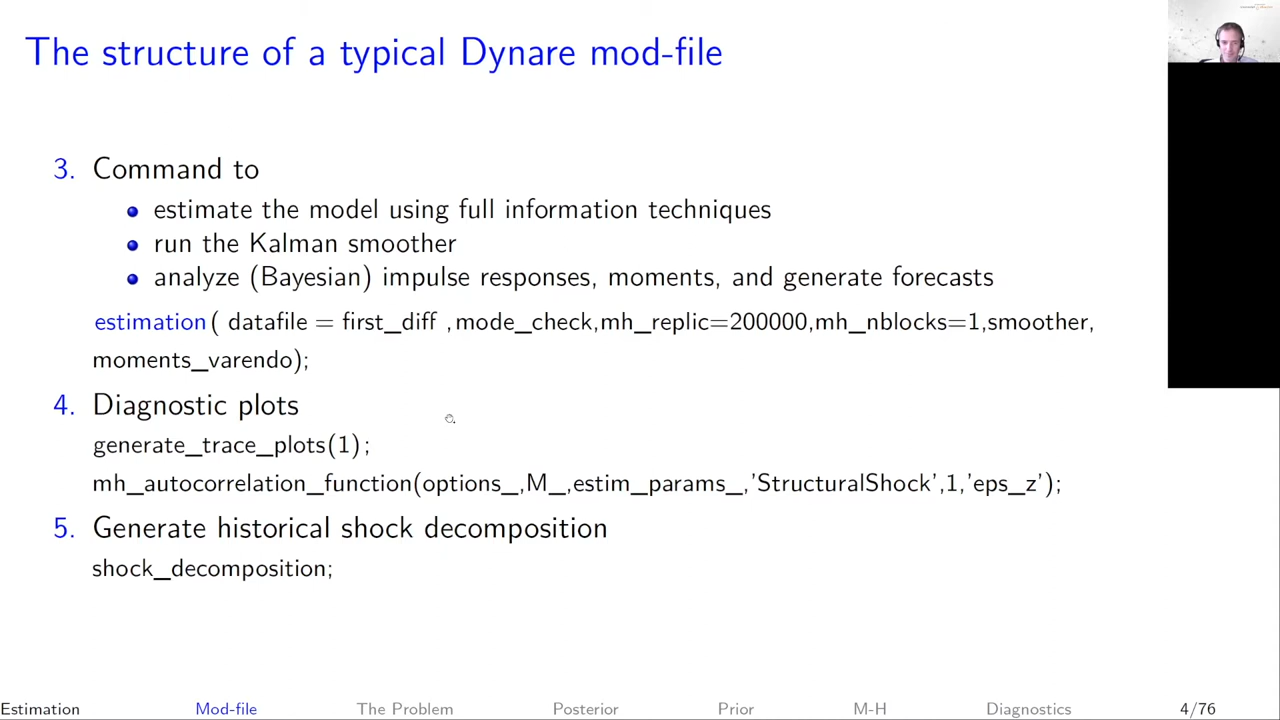 The structure of a typical Dynare mod-file
3. Command to
estimate the model using full information techniques
run the Kalman smoother
analyze (Bayesian) impulse responses, moments, and generate forecasts
estimation( datafile = first_diff ,mode_check,mh_replic=200000,mh_nblocks=1,smoother,
moments_varendo);
4. Diagnostic plots
generate_trace_plots(1);
mh_autocorrelation_function(options_,M_,estim_params_,'StructuralShock',1,'eps_z');
5. Generate historical shock decomposition
shock_decomposition;
Estimation Mod-file The Problem Posterior Prior M-H Diagnostics 4/76